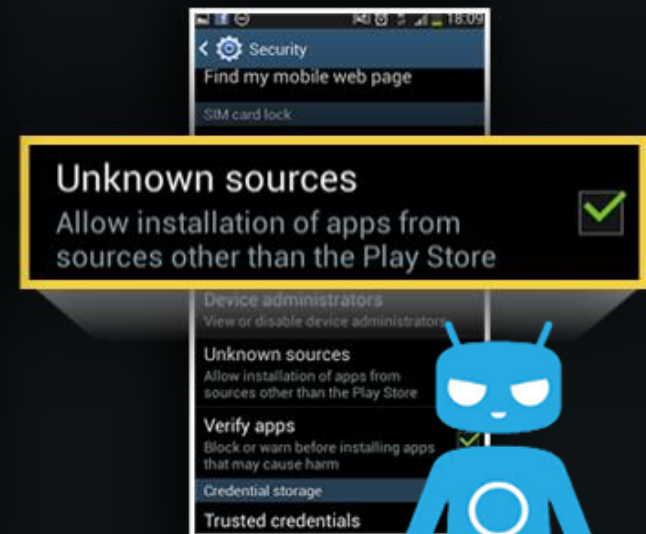 18:09
Security
Find my mobile web page
SIM card lock
Unknown sources
Allow installation of apps from
sources other than the Play Store
Device administrators
View or disable device administrators
Unknown sources
Allow installation of apps from
sources other than the Play Store
Verify apps
Block or warn before installing apps
that may cause harm
Credential storage
Trusted credentials